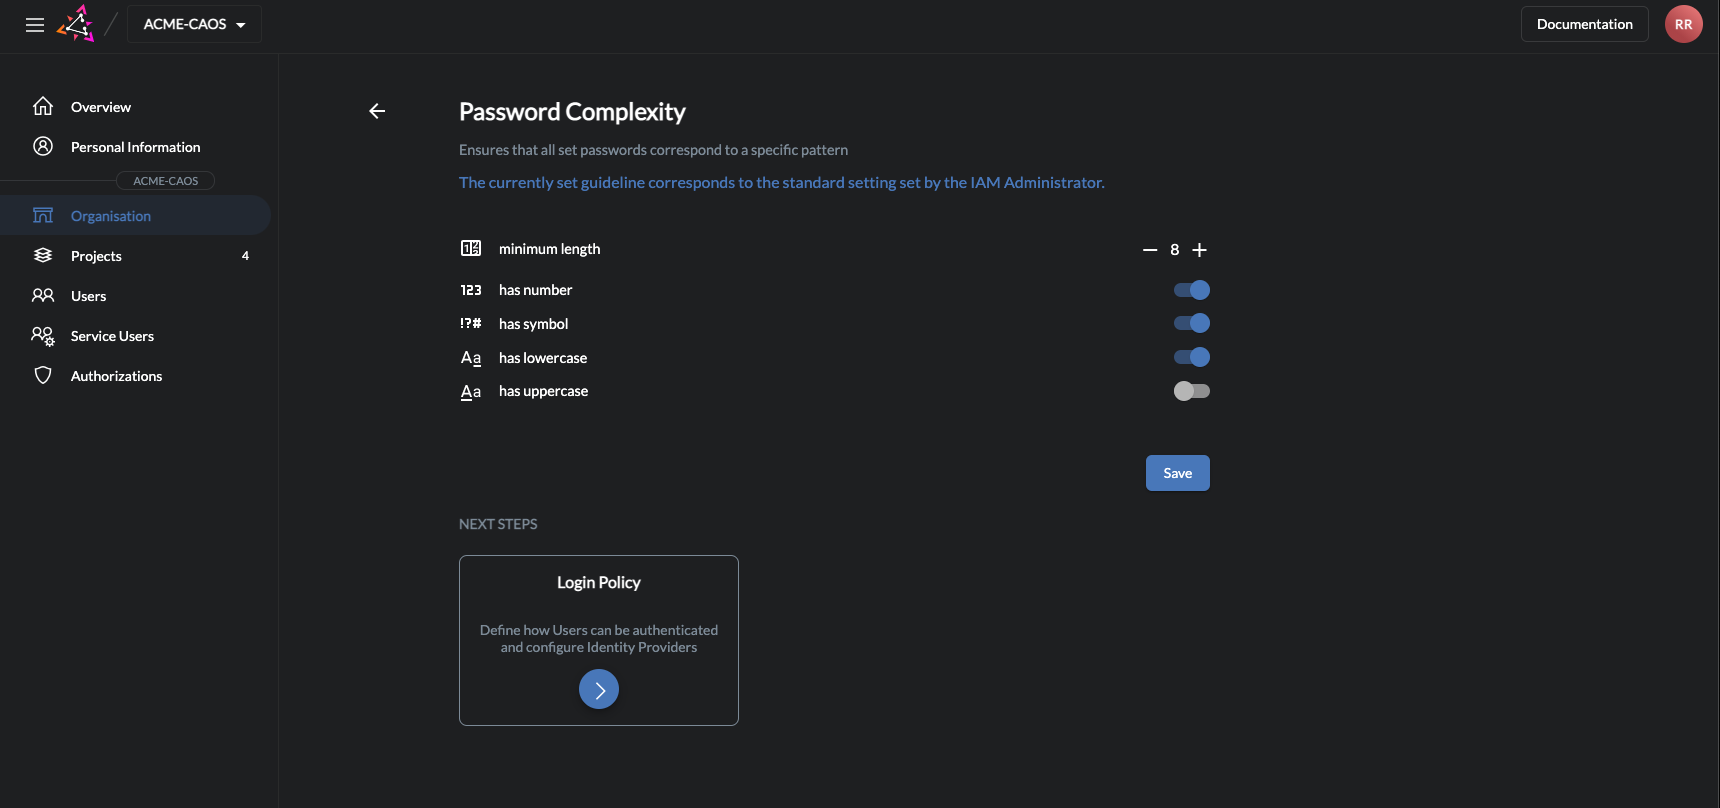 ACME-CAOS
Documentation
RR
Overview
Personal Information
ACME-CAOS
Organisation
Projects 4
Users
Service Users
Authorizations
Password Complexity
Ensures that all set passwords correspond to a specific pattern
The currently set guideline corresponds to the standard setting set by the IAM Administrator.
minimum length 8
123 has number
!?# has symbol
Aa has lowercase
Aa has uppercase
Save
NEXT STEPS
Login Policy
Define how Users can be authenticated
and configure Identity Providers